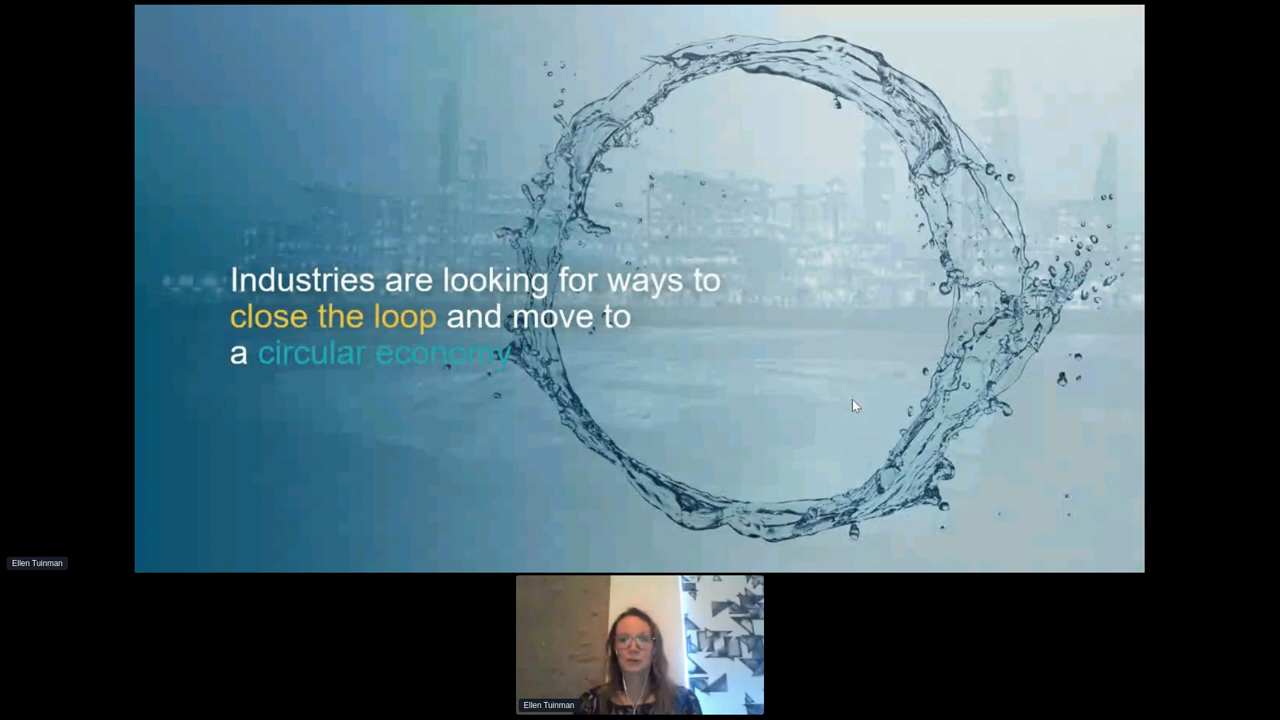 Industries are looking for ways to
close the loop and move to
a circular economy
Ellen Tuinman
Ellen Tuinman